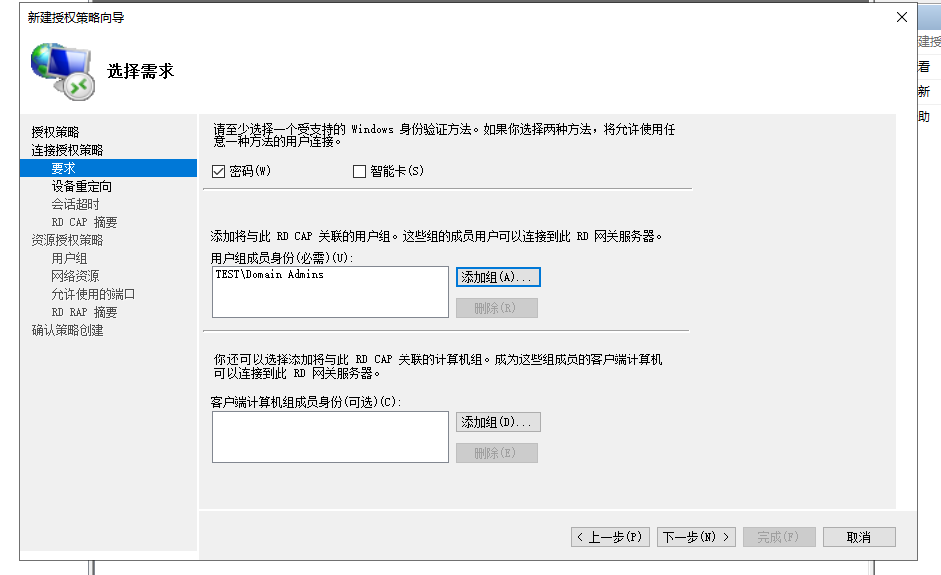 新建授权策略向导
选择需求
授权策略
连接授权策略
要求
设备重定向
会话超时
RD CAP 摘要
资源授权策略
用户组
网络资源
允许使用的端口
RD RAP 摘要
确认策略创建
请至少选择一个受支持的 Windows 身份验证方法。如果你选择两种方法，将允许使用任
意一种方法的用户连接。
密码(W)
智能卡(S)
添加将与此 RD CAP 关联的用户组。这些组的成员用户可以连接到此 RD 网关服务器。
用户组成员身份(必需)(U):
TEST\Domain Admins
添加组(A)...
删除(R)
你还可以选择添加将与此 RD CAP 关联的计算机组。成为这些组成员的客户端计算机
可以连接到此 RD 网关服务器。
客户端计算机组成员身份(可选)(C):
添加组(D)...
删除(E)
< 上一步(P)
下一步(N) >
完成(F)
取消
建授
看
新
助